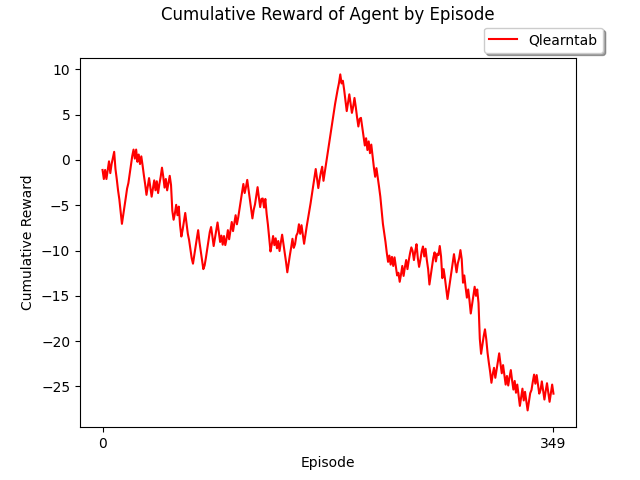 Cumulative Reward of Agent by Episode
Qlearntab
10
5
0
−5
−10
−15
−20
−25
Cumulative Reward
0
349
Episode